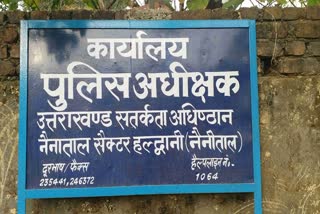 कार्यालय
पुलिस अधीक्षक
उत्तराखण्ड सतर्कता अधिष्ठान
नैनीताल सैक्टर हल्द्वानी (नैनीताल)
दूरभाष/फैक्स हैल्पलाइन नं.
235441, 246372 1064